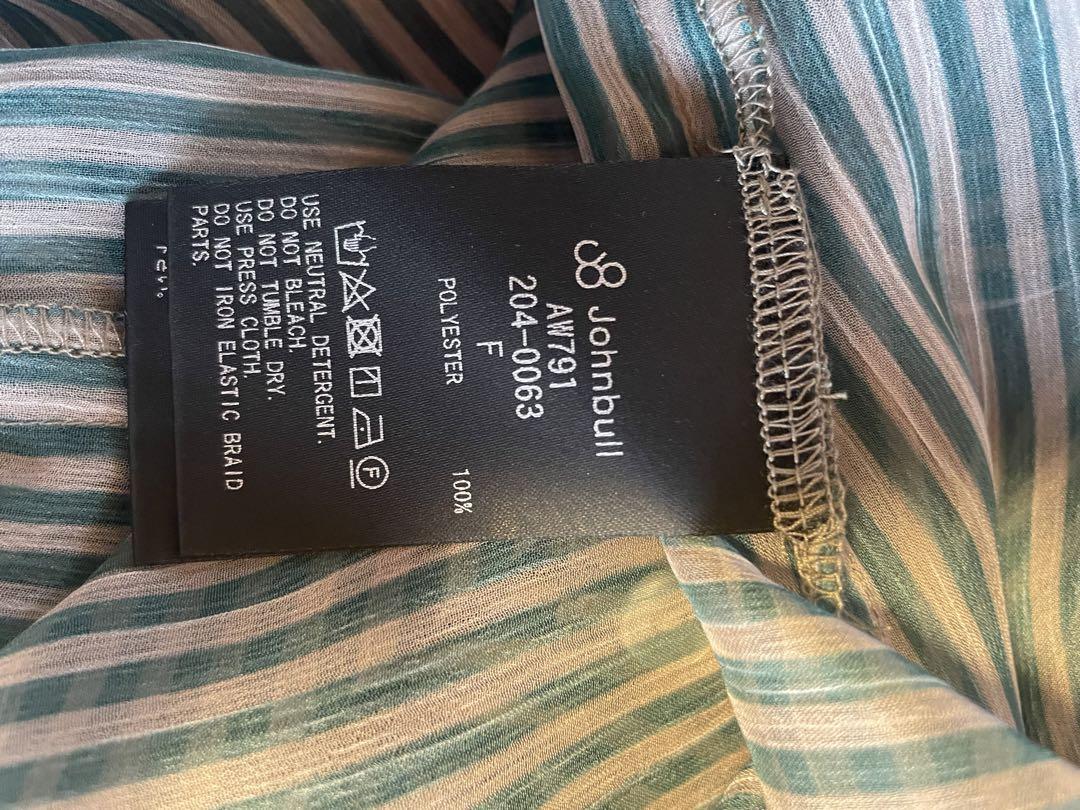 Johnbull
AW791
204-0063
F
POLYESTER 100%
F
USE NEUTRAL DETERGENT.
DO NOT BLEACH.
DO NOT TUMBLE DRY.
USE PRESS CLOTH.
DO NOT IRON ELASTIC BRAID
PARTS.